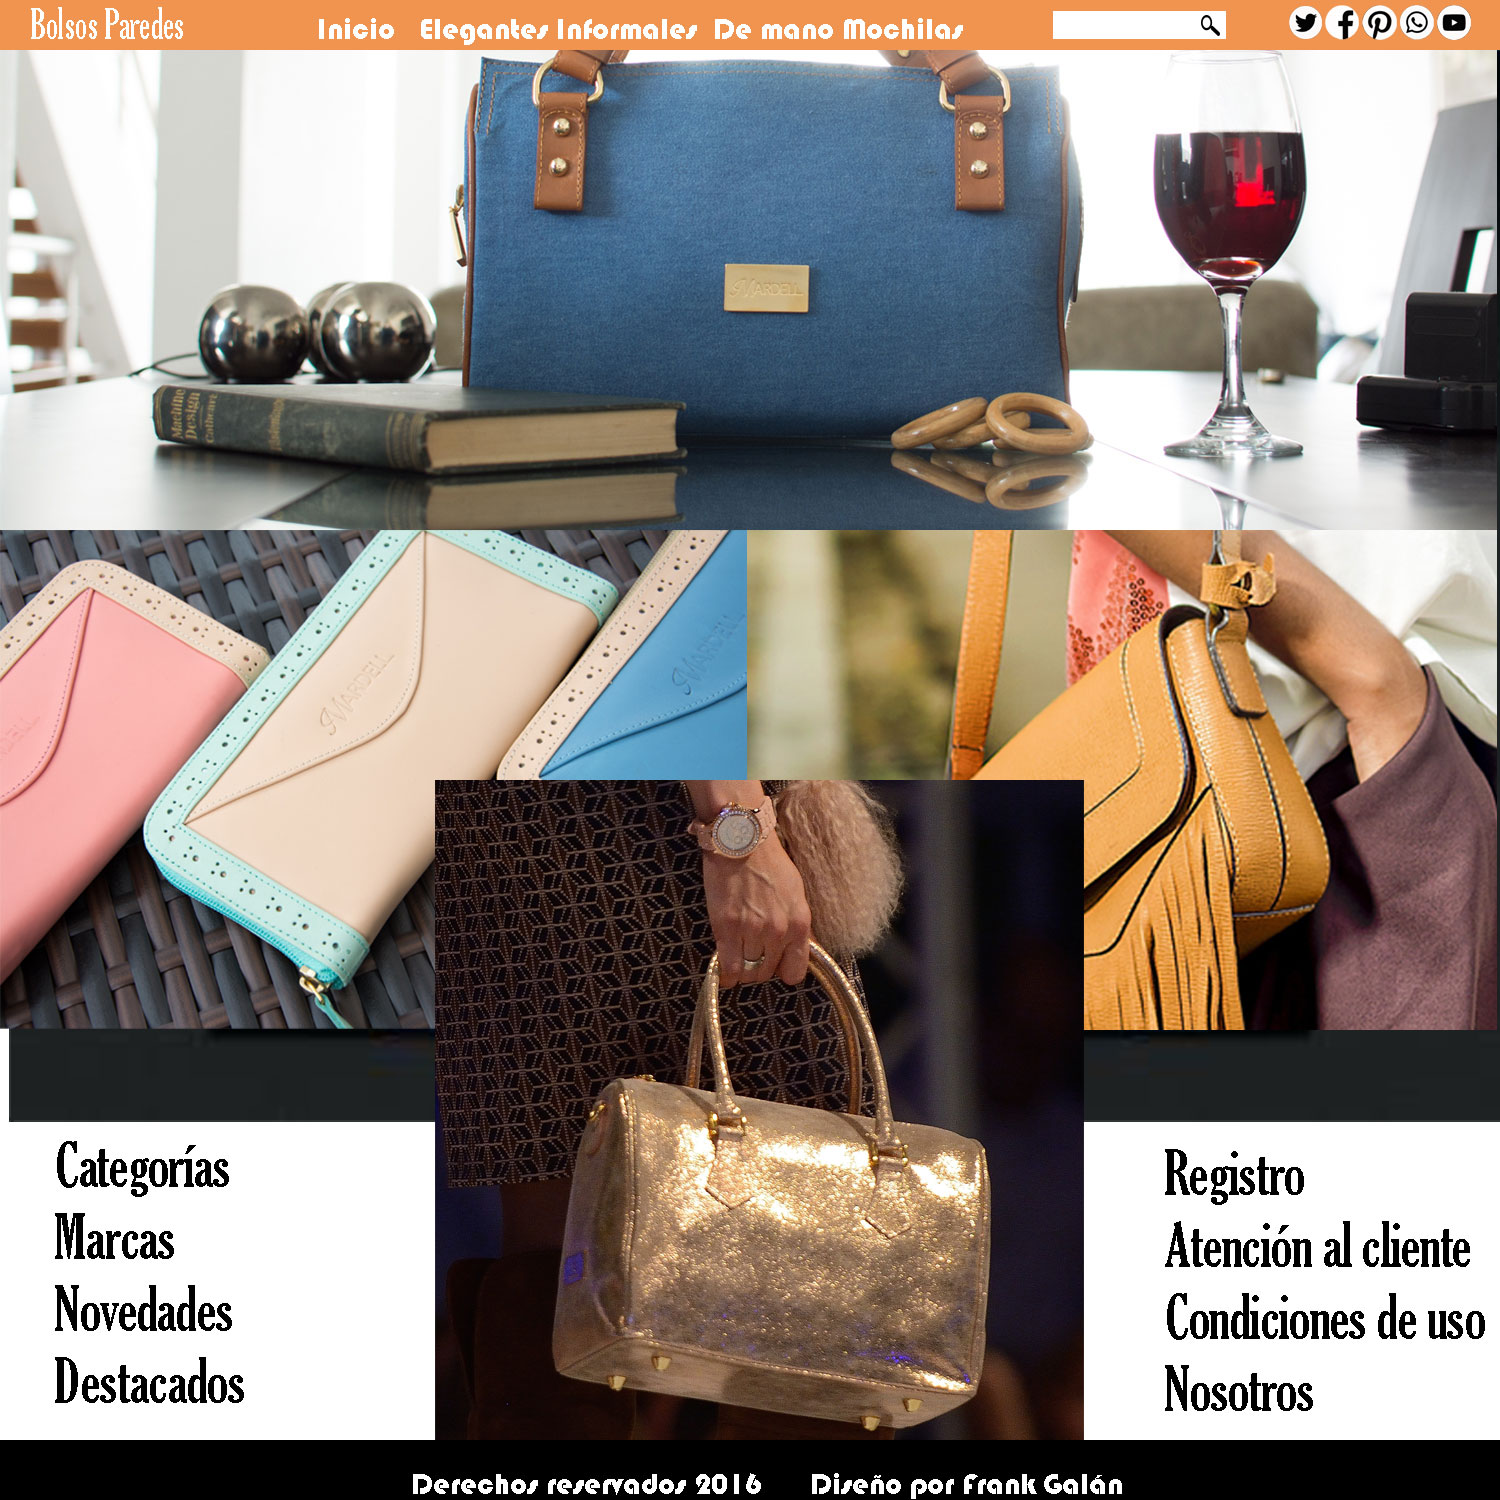 Bolsos Paredes
Inicio Elegantes Informales De mano Mochilas
MARDELL
Machine
Design
Cathcart
MARDELL
MARDELL
Categorías
Marcas
Novedades
Destacados
Registro
Atención al cliente
Condiciones de uso
Nosotros
Derechos reservados 2016 Diseño por Frank Galán